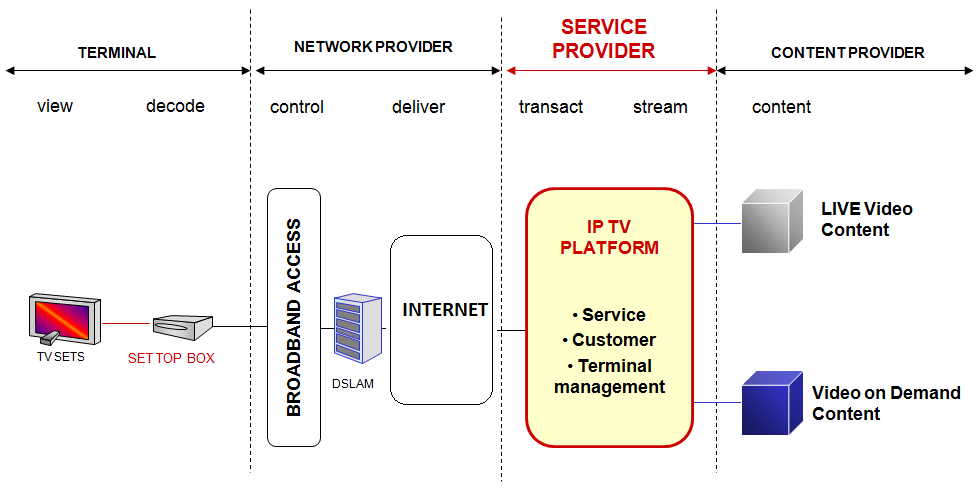 TERMINAL
NETWORK PROVIDER
SERVICE
PROVIDER
CONTENT PROVIDER
view
decode
control
deliver
transact
stream
content
TV SETS
SET TOP BOX
BROADBAND ACCESS
DSLAM
INTERNET
IP TV
PLATFORM
• Service
• Customer
• Terminal
management
LIVE Video
Content
Video on Demand
Content